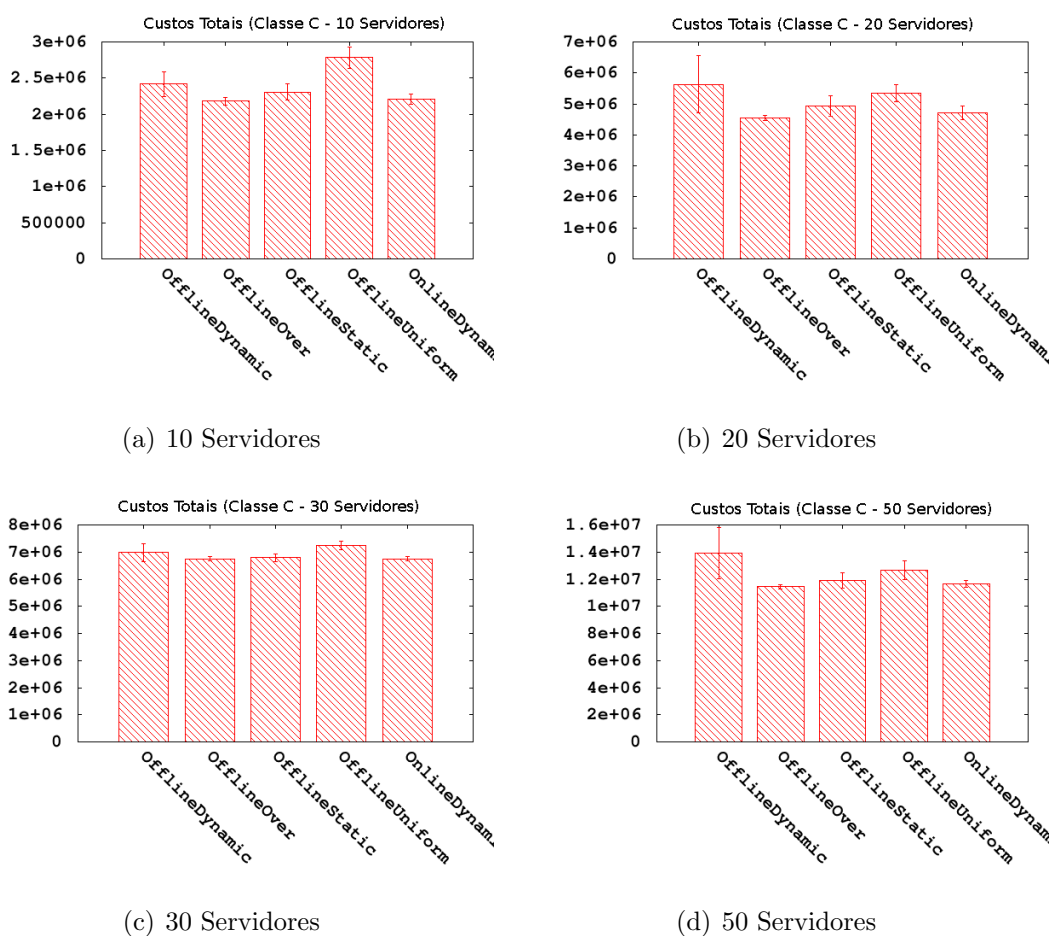 Custos Totais (Classe C - 10 Servidores)
3e+06
2.5e+06
2e+06
1.5e+06
1e+06
500000
0
OfflineDynamic
OfflineOver
OfflineStatic
OfflineUniform
OnlineDynami
(a) 10 Servidores
Custos Totais (Classe C - 20 Servidores)
7e+06
6e+06
5e+06
4e+06
3e+06
2e+06
1e+06
0
OfflineDynamic
OfflineOver
OfflineStatic
OfflineUniform
OnlineDynami
(b) 20 Servidores
Custos Totais (Classe C - 30 Servidores)
8e+06
7e+06
6e+06
5e+06
4e+06
3e+06
2e+06
1e+06
0
OfflineDynamic
OfflineOver
OfflineStatic
OfflineUniform
OnlineDynami
(c) 30 Servidores
Custos Totais (Classe C - 50 Servidores)
1.6e+07
1.4e+07
1.2e+07
1e+07
8e+06
6e+06
4e+06
2e+06
0
OfflineDynamic
OfflineOver
OfflineStatic
OfflineUniform
OnlineDynami
(d) 50 Servidores